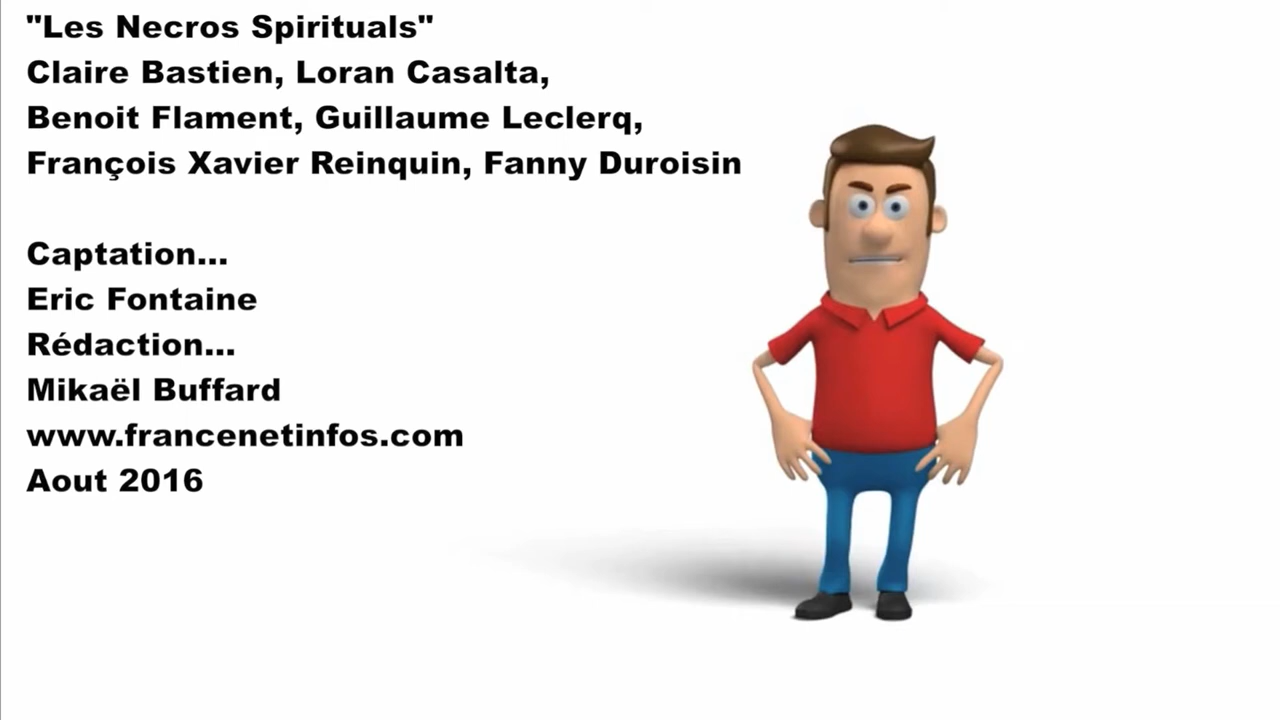 "Les Necros Spirituals"
Claire Bastien, Loran Casalta,
Benoit Flament, Guillaume Leclerq,
François Xavier Reinquin, Fanny Duroisin
Captation...
Eric Fontaine
Rédaction...
Mikaël Buffard
www.francenetinfos.com
Aout 2016